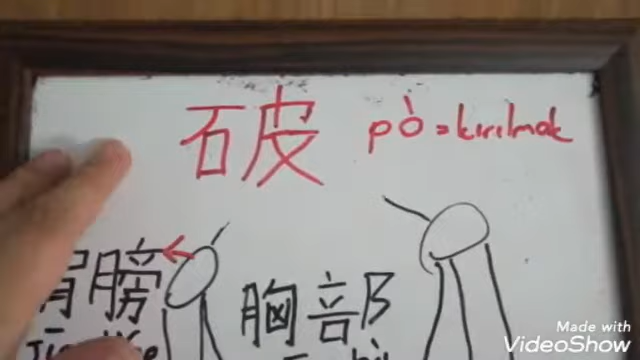 破 pò = kırılmak
肩膀
胸部
Made with
VideoShow